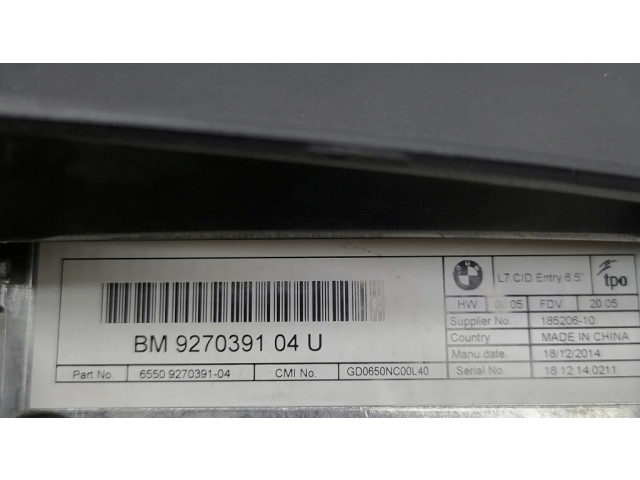 BMW
L7 CID Entry 6.5"
tpo
HW 05 FDV 20.05
Supplier No. 185206-10
Country MADE IN CHINA
Manu.date. 18/12/2014
Serial No. 18 12 14 0211
BM 9270391 04 U
Part No. 6550 9270391-04 CMI No. GD0650NC00L40